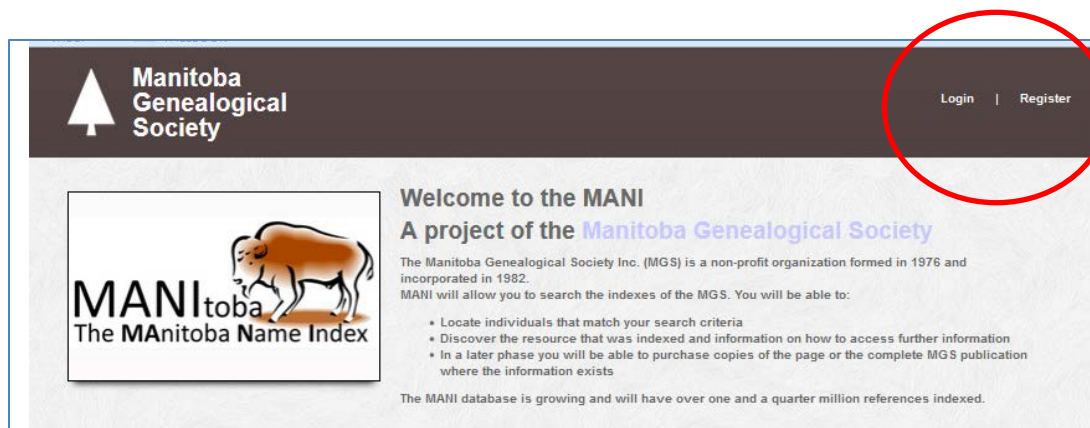 Manitoba
Genealogical
Society
Login | Register
MANItoba
The MAnitoba Name Index
Welcome to the MANI
A project of the Manitoba Genealogical Society
The Manitoba Genealogical Society Inc. (MGS) is a non-profit organization formed in 1976 and
incorporated in 1982.
MANI will allow you to search the indexes of the MGS. You will be able to:
• Locate individuals that match your search criteria
• Discover the resource that was indexed and information on how to access further information
• In a later phase you will be able to purchase copies of the page or the complete MGS publication
where the information exists
The MANI database is growing and will have over one and a quarter million references indexed.